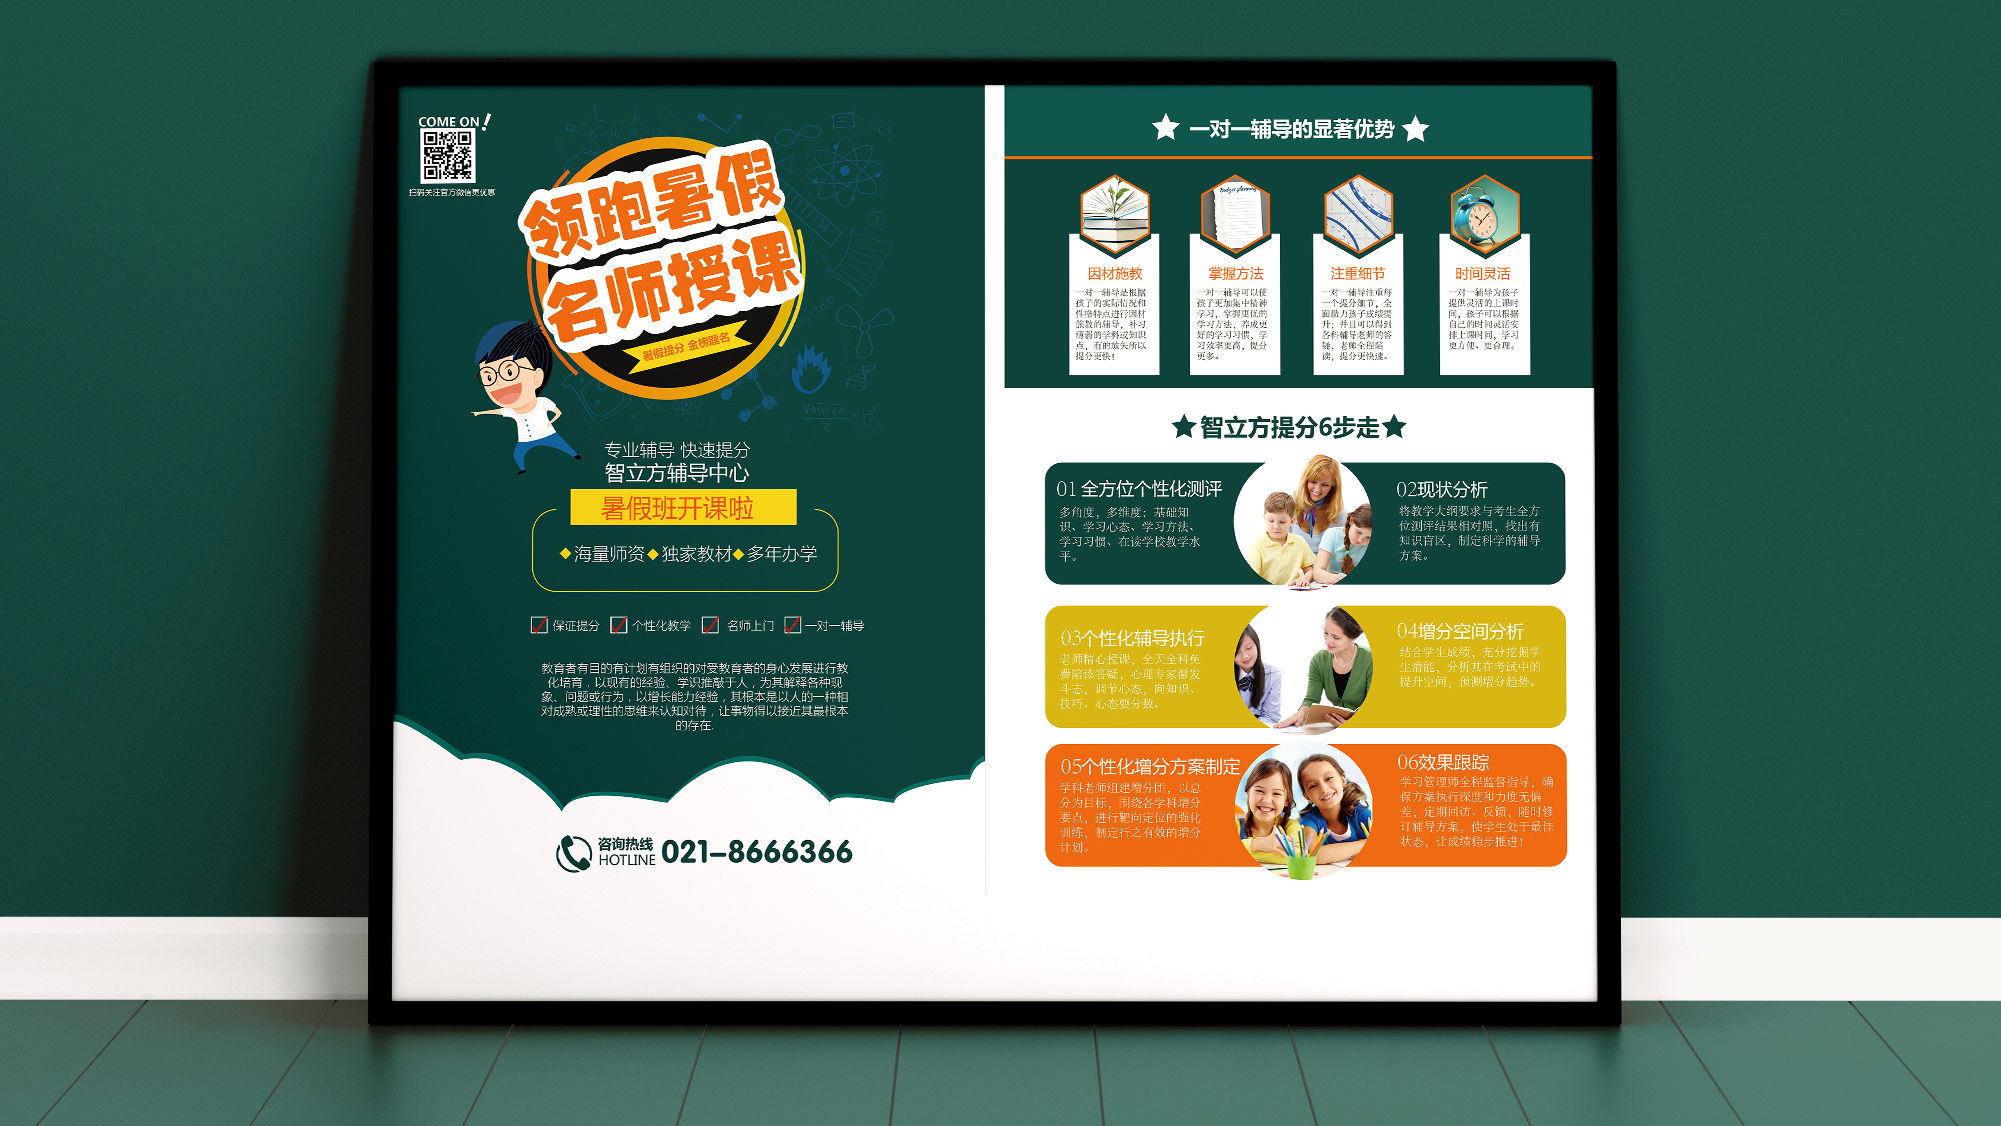 COME ON!
扫码关注官方微信更优惠
领跑暑假
名师授课
暑假提分 金榜题名
专业辅导 快速提分
智立方辅导中心
暑假班开课啦
◆海量师资◆独家教材◆多年办学
保证提分 个性化教学 名师上门 一对一辅导
教育者有目的有计划有组织的对受教育者的身心发展进行教
化培育，以现有的经验、学识推敲于人，为其解释各种现
象、问题或行为，以增长能力经验，其根本是以人的一种相
对成熟或理性的思维来认知对待，让事物得以接近其最根本
的存在.
咨询热线
HOTLINE 021-8666366
一对一辅导的显著优势
Budget planning
因材施教
一对一辅导是根据
孩子的实际情况和
性格特点进行因材
施教的辅导，补习
薄弱的学科或知识
点，有的放矢所以
提分更快!
掌握方法
一对一辅导可以使
孩子更加集中精神
学习，掌握更优的
学习方法，养成更
好的学习习惯，学
习效率更高，提分
更多。
注重细节
一对一辅导注重每
一个提分细节，全
面助力孩子成绩提
升；并且可以得到
各科辅导老师的答
疑，老师全程陪
读，提分更快速。
时间灵活
一对一辅导为孩子
提供灵活的上课时
间，孩子可以根据
自己的时间灵活安
排上课时间，学习
更方便、更合理。
智立方提分6步走
01 全方位个性化测评
多角度，多维度：基础知
识、学习心态、学习方法、
学习习惯、在读学校教学水
平。
02现状分析
将教学大纲要求与考生全方
位测评结果相对照，找出有
知识盲区，制定科学的辅导
方案。
03个性化辅导执行
老师精心授课，全天全科免
费陪读答疑，心理专家激发
斗志，调节心态，向知识、
技巧、心态要分数。
04增分空间分析
结合学生成绩，充分挖掘学
生潜能，分析其在考试中的
提升空间，预测增分趋势。
05个性化增分方案制定
学科老师组建增分团，以总
分为目标，围绕各学科增分
要点，进行靶向定位的强化
训练，制定行之有效的增分
计划。
06效果跟踪
学习管理师全程监督指导，确
保方案执行深度和力度无偏
差，定期回访、反馈，随时修
订辅导方案，使学生处于最佳
状态，让成绩稳步推进!